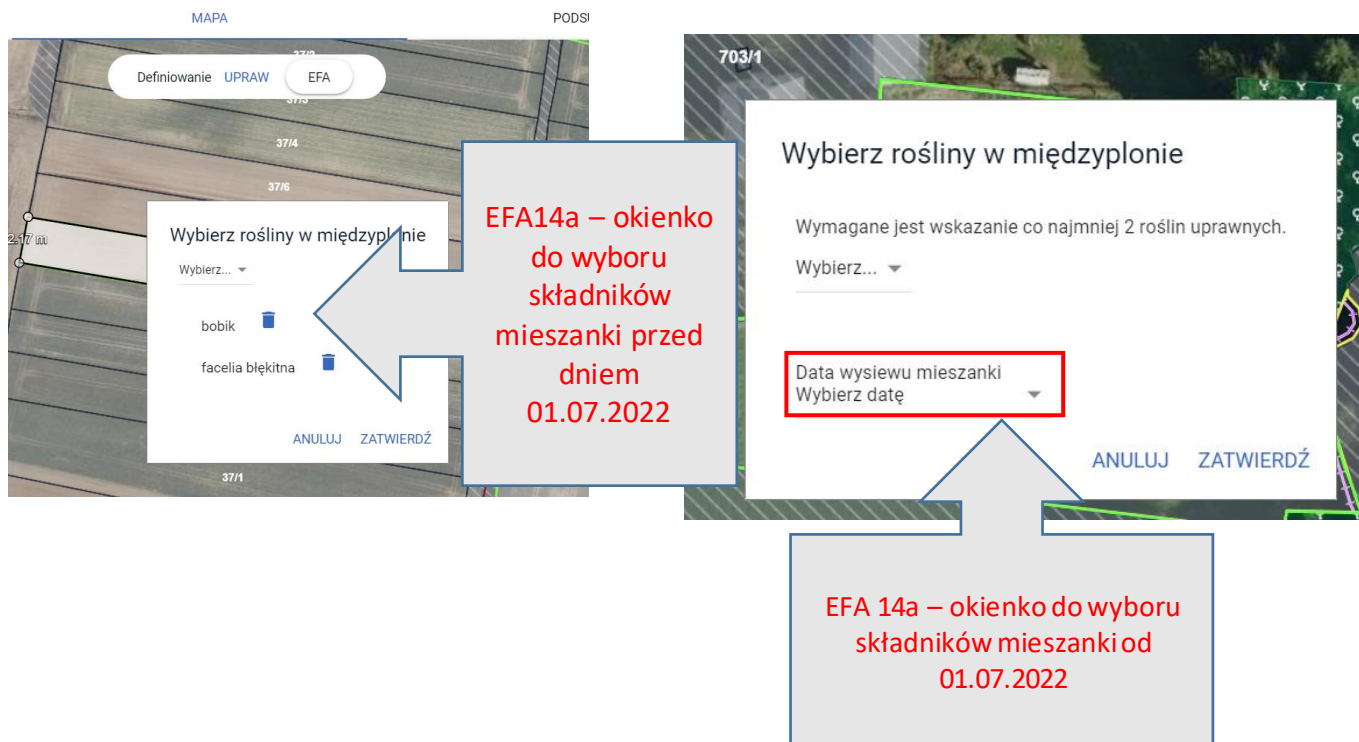 MAPA
PODSU
37/2
Definiowanie UPRAW EFA
37/3
37/4
37/6
2.17 m
Wybierz rośliny w międzyplonie
Wybierz...
bobik
facelia błękitna
ANULUJ ZATWIERDŹ
37/1
EFA14a – okienko
do wyboru
składników
mieszanki przed
dniem
01.07.2022
703/1
Wybierz rośliny w międzyplonie
Wymagane jest wskazanie co najmniej 2 roślin uprawnych.
Wybierz...
Data wysiewu mieszanki
Wybierz datę
ANULUJ ZATWIERDŹ
EFA 14a – okienko do wyboru
składników mieszanki od
01.07.2022